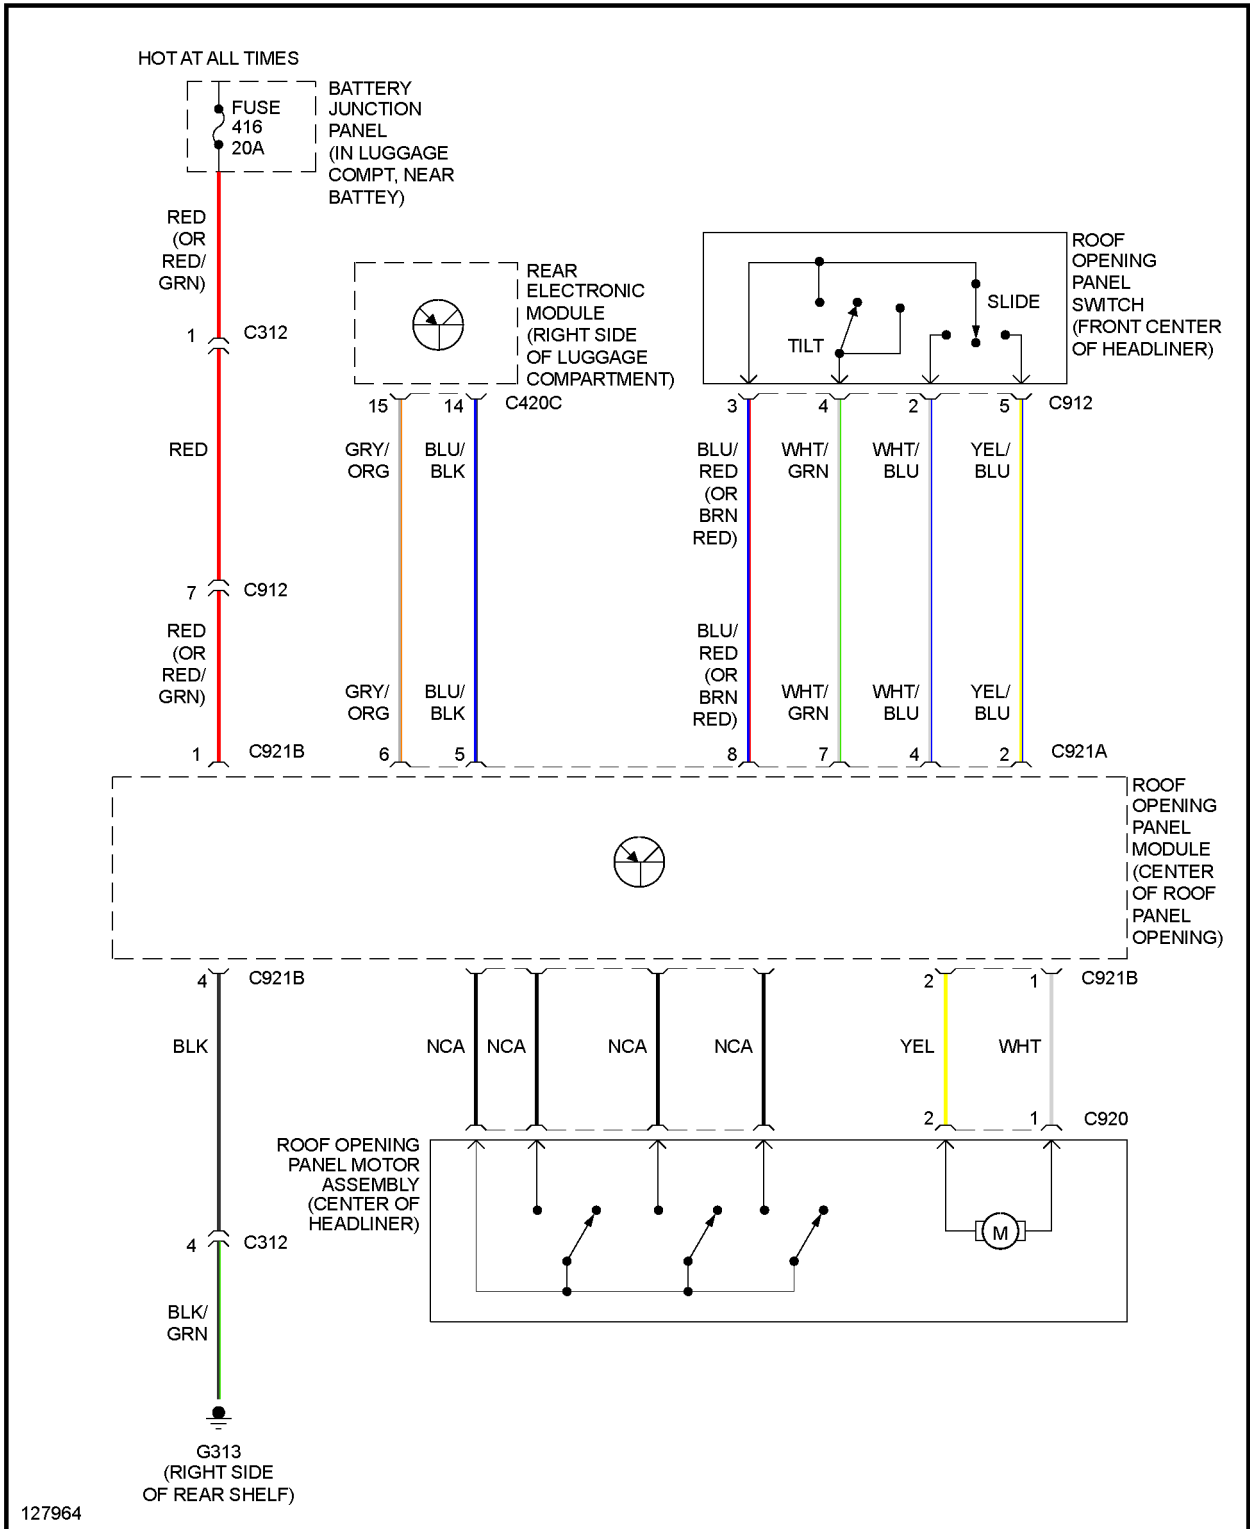 HOT AT ALL TIMES
FUSE
416
20A
BATTERY
JUNCTION
PANEL
(IN LUGGAGE
COMPT, NEAR
BATTEY)
RED
(OR
RED/
GRN)
1
C312
REAR
ELECTRONIC
MODULE
(RIGHT SIDE
OF LUGGAGE
COMPARTMENT)
TILT
SLIDE
ROOF
OPENING
PANEL
SWITCH
(FRONT CENTER
OF HEADLINER)
15
14
C420C
3
4
2
5
C912
RED
GRY/
ORG
BLU/
BLK
BLU/
RED
(OR
BRN
RED)
WHT/
GRN
WHT/
BLU
YEL/
BLU
7
C912
RED
(OR
RED/
GRN)
GRY/
ORG
BLU/
BLK
BLU/
RED
(OR
BRN
RED)
WHT/
GRN
WHT/
BLU
YEL/
BLU
1
C921B
6
5
8
7
4
2
C921A
ROOF
OPENING
PANEL
MODULE
(CENTER
OF ROOF
PANEL
OPENING)
4
C921B
2
1
C921B
BLK
NCA
NCA
NCA
NCA
YEL
WHT
2
1
C920
ROOF OPENING
PANEL MOTOR
ASSEMBLY
(CENTER OF
HEADLINER)
M
4
C312
BLK/
GRN
G313
(RIGHT SIDE
OF REAR SHELF)
127964